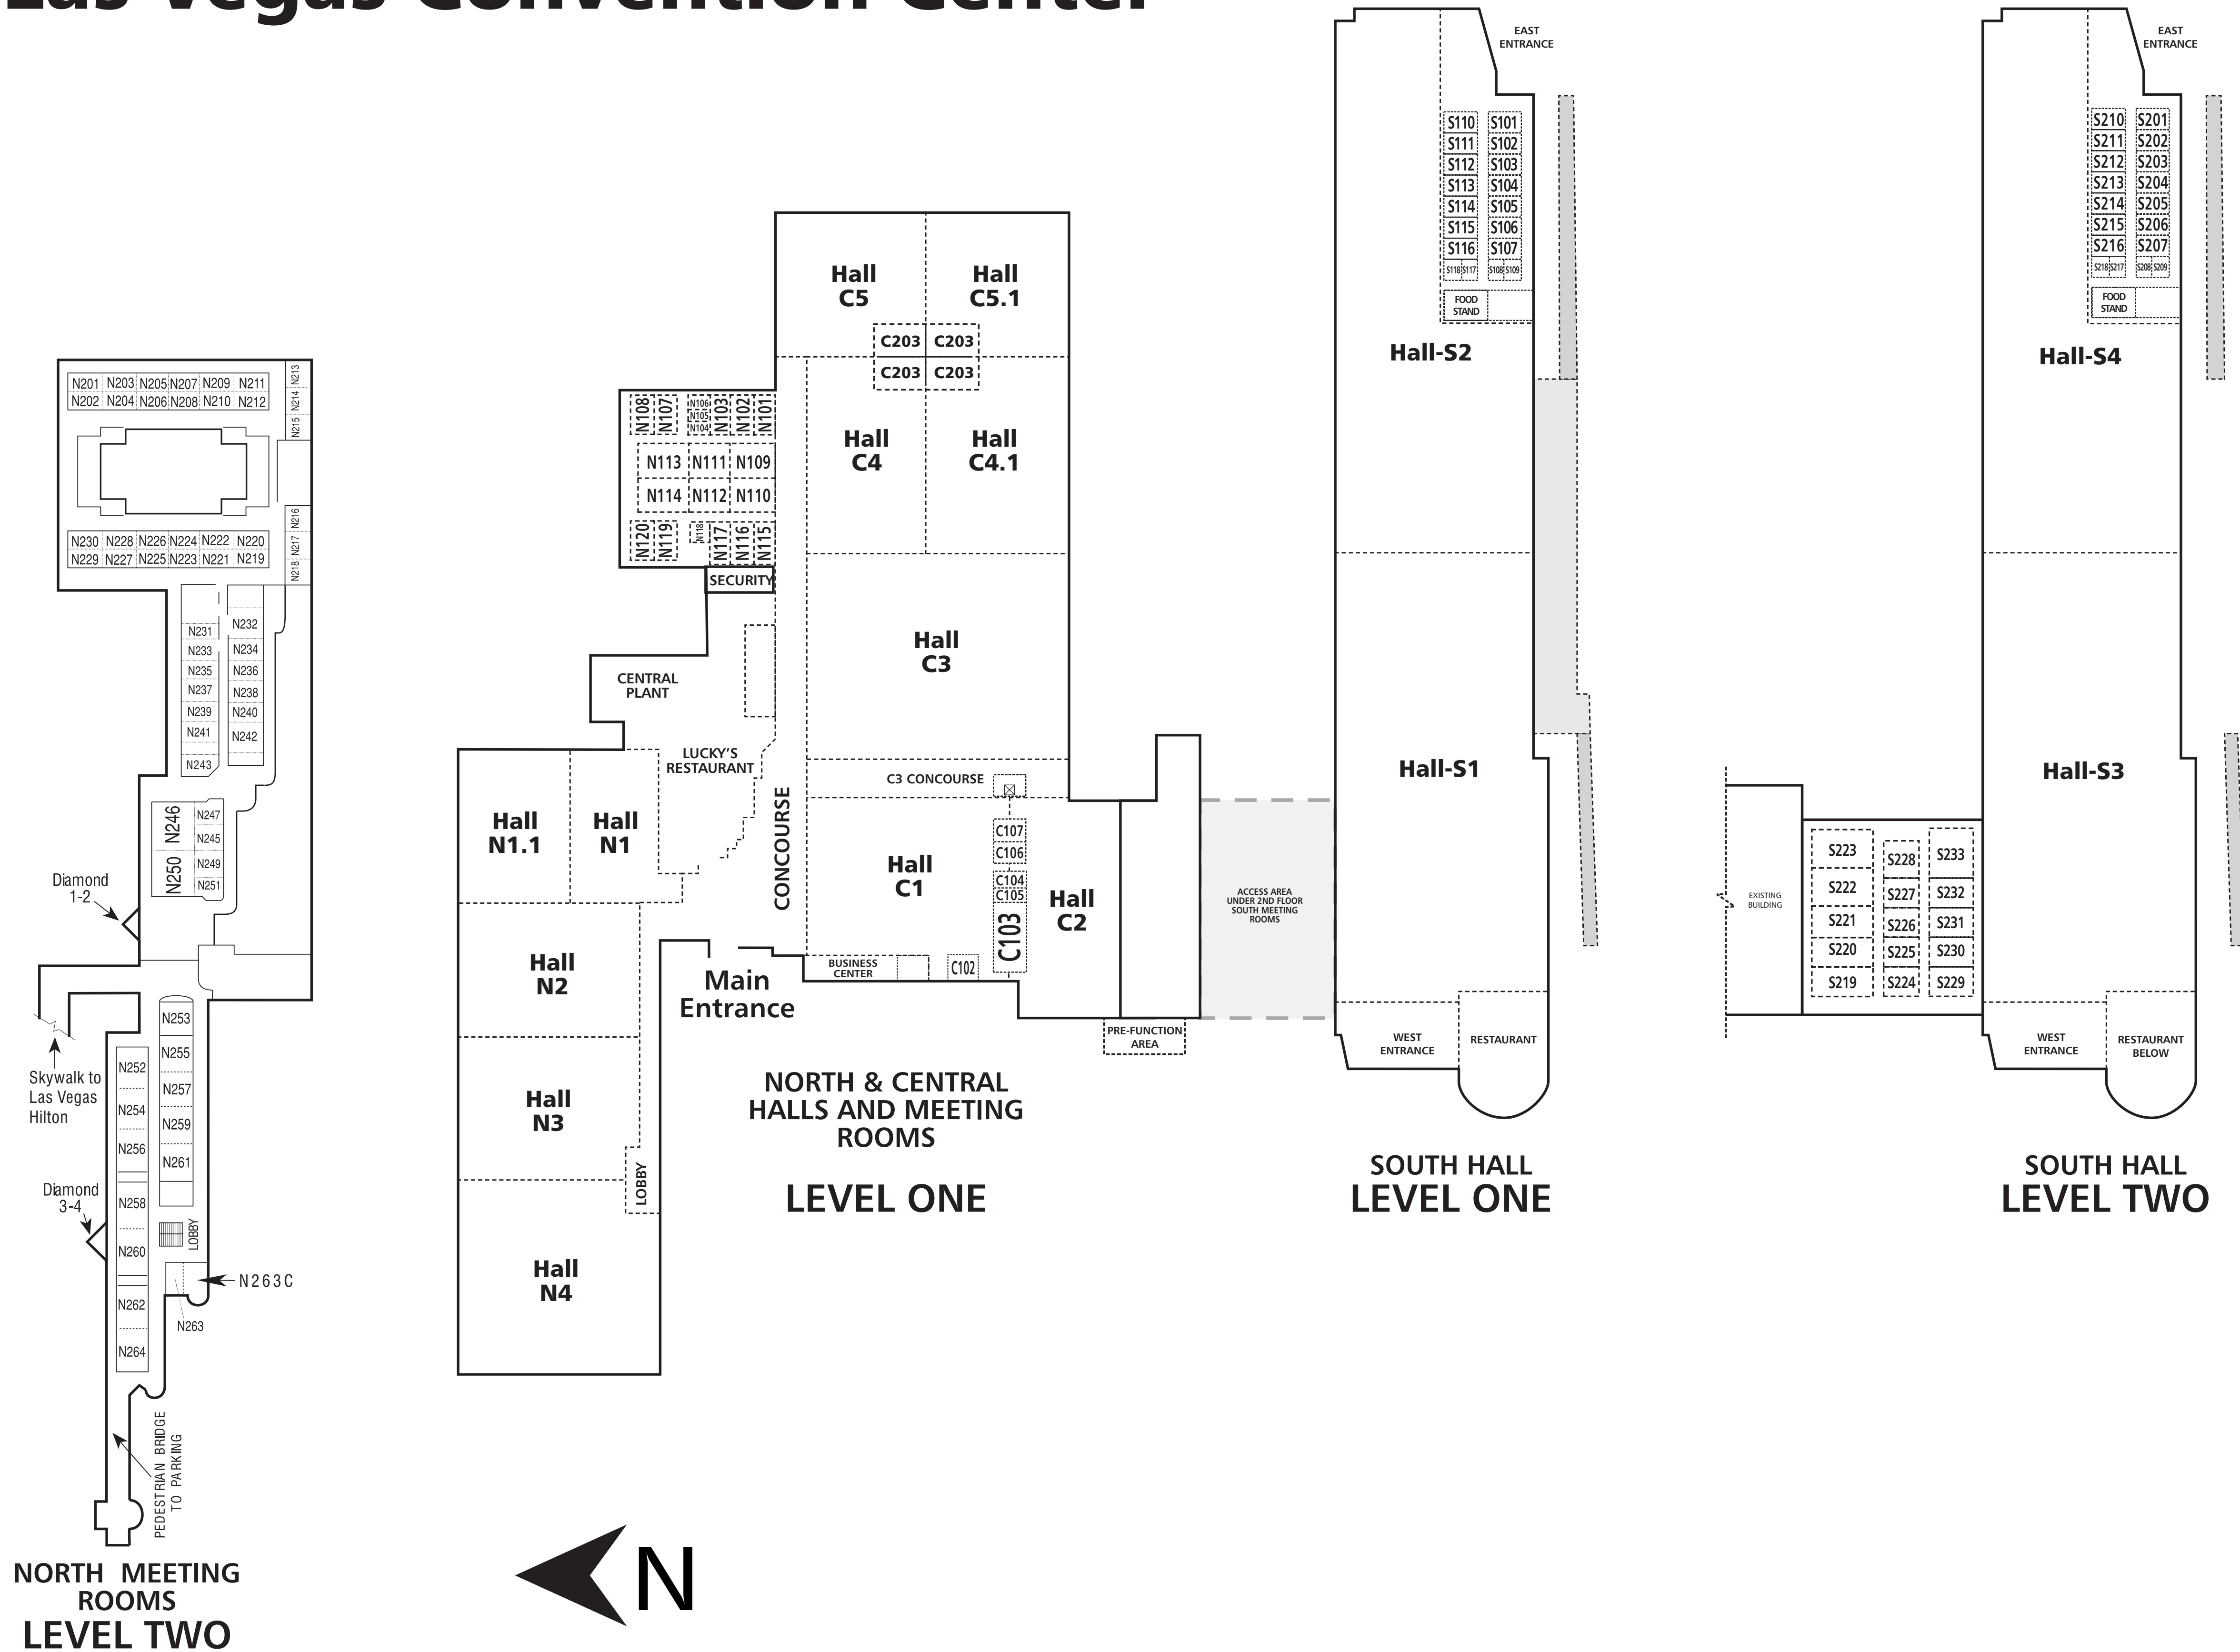 Las Vegas Convention Center
N201 N203 N205 N207 N209 N211
N202 N204 N206 N208 N210 N212
N213
N214
N215
N216
N217
N218
N230 N228 N226 N224 N222 N220
N229 N227 N225 N223 N221 N219
N231
N233
N235
N237
N239
N241
N243
N232
N234
N236
N238
N240
N242
N246
N250
N247
N245
N249
N251
Diamond
1-2
Skywalk to
Las Vegas
Hilton
N253
N255
N257
N259
N261
N252
N254
N256
N258
N260
N262
N264
Diamond
3-4
LOBBY
N263C
N263
PEDESTRIAN BRIDGE
TO PARKING
NORTH MEETING
ROOMS
LEVEL TWO
Hall
C5
Hall
C5.1
C203 C203
C203 C203
Hall
C4
Hall
C4.1
N108
N107
N106
N105
N104
N103
N102
N101
N113 N111 N109
N114 N112 N110
N120
N119
N118
N117
N116
N115
SECURITY
CENTRAL
PLANT
LUCKY'S
RESTAURANT
CONCOURSE
Hall
C3
C3 CONCOURSE
Hall
N1.1
Hall
N1
Hall
C1
C107
C106
C104
C105
C103
C102
Hall
C2
BUSINESS
CENTER
Main
Entrance
Hall
N2
Hall
N3
LOBBY
Hall
N4
PRE-FUNCTION
AREA
ACCESS AREA
UNDER 2ND FLOOR
SOUTH MEETING
ROOMS
NORTH & CENTRAL
HALLS AND MEETING
ROOMS
LEVEL ONE
N
EAST
ENTRANCE
S110 S101
S111 S102
S112 S103
S113 S104
S114 S105
S115 S106
S116 S107
S118 S117 S108 S109
FOOD
STAND
Hall-S2
Hall-S1
WEST
ENTRANCE
RESTAURANT
SOUTH HALL
LEVEL ONE
EAST
ENTRANCE
S210 S201
S211 S202
S212 S203
S213 S204
S214 S205
S215 S206
S216 S207
S218 S217 S208 S209
FOOD
STAND
Hall-S4
Hall-S3
EXISTING
BUILDING
S223
S222
S221
S220
S219
S228
S227
S226
S225
S224
S233
S232
S231
S230
S229
WEST
ENTRANCE
RESTAURANT
BELOW
SOUTH HALL
LEVEL TWO